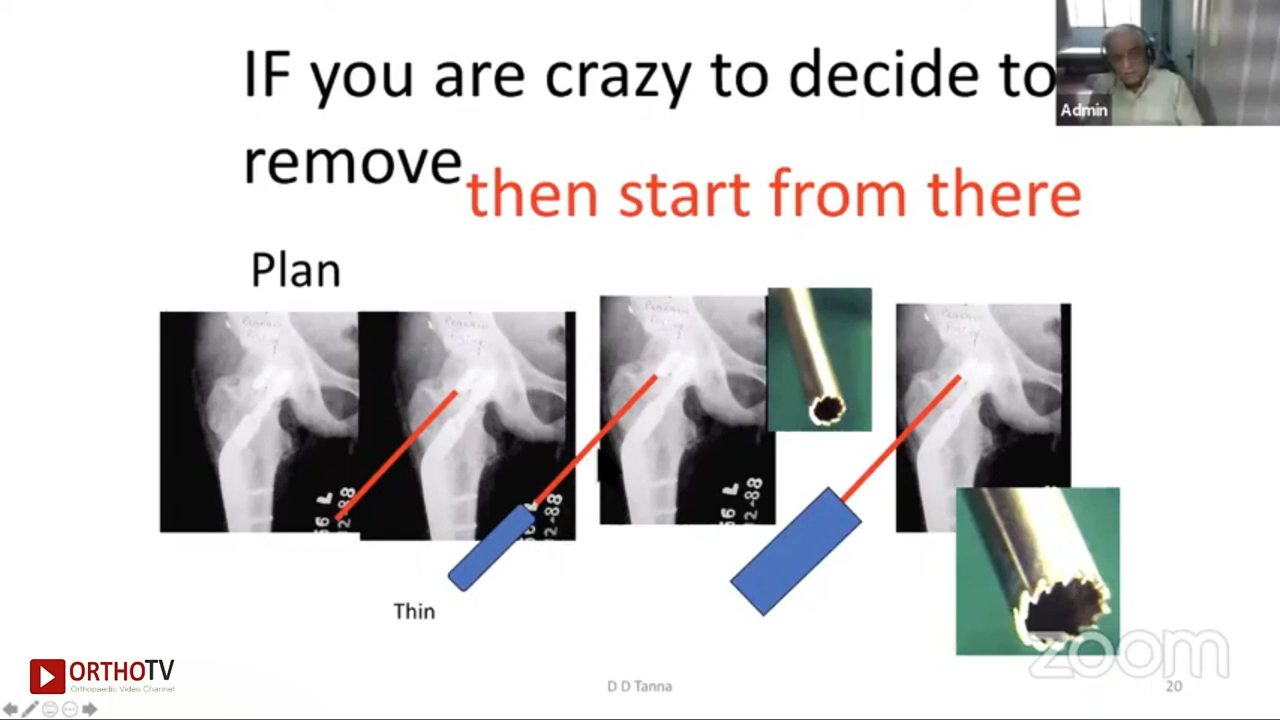 IF you are crazy to decide to
remove
then start from there
Admin
Plan
Thin
56 L
zoom
ORTHOTV
Orthopaedic Video Channel
D D Tanna
20